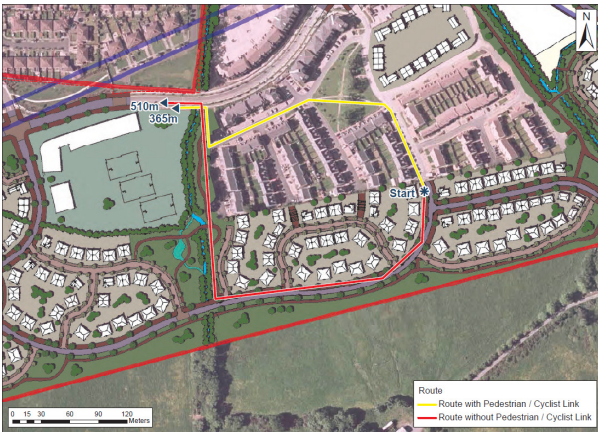 N
510m
365m
Start
Route
Route with Pedestrian / Cyclist Link
Route without Pedestrian / Cyclist Link
0 15 30 60 90 120
Meters